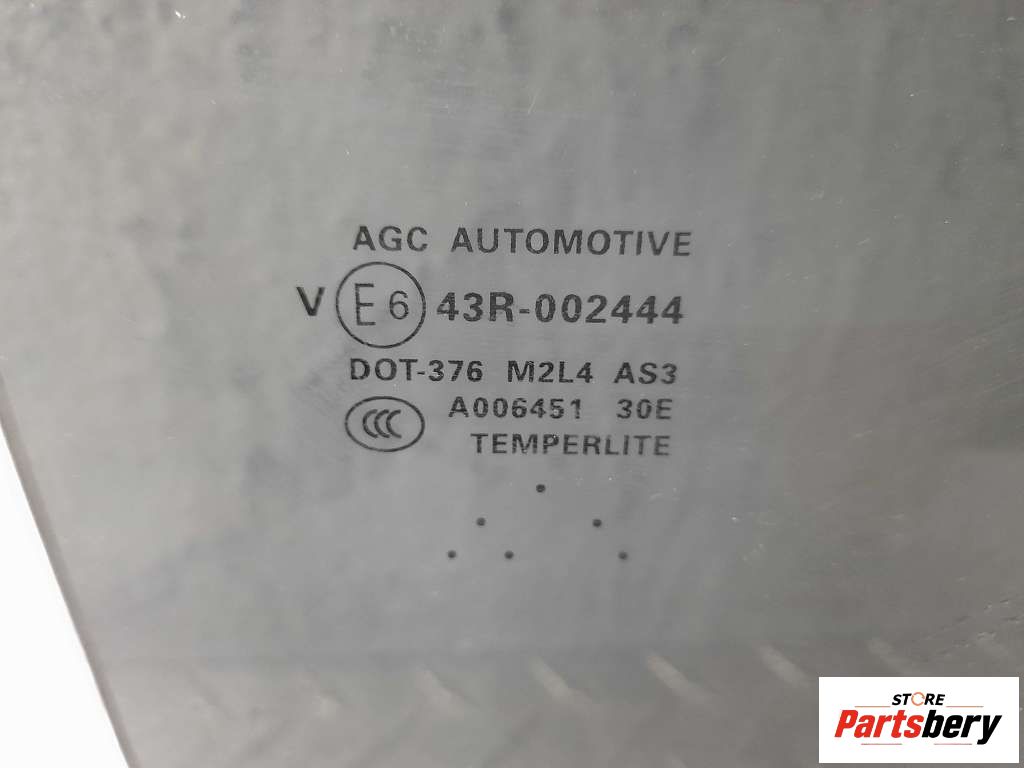 AGC AUTOMOTIVE
V E6 43R-002444
DOT-376 M2L4 AS3
CCC A006451 30E
TEMPERLITE
STORE
Partsbery